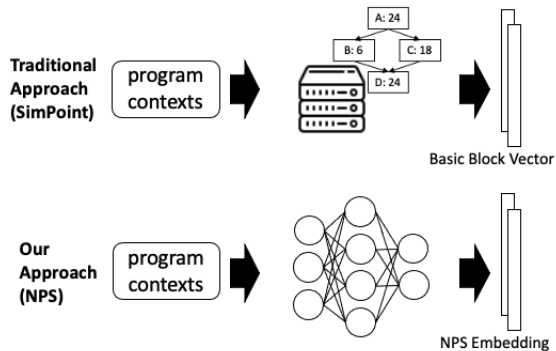 Traditional
Approach
(SimPoint)
program
contexts
A: 24
B: 6
C: 18
D: 24
Basic Block Vector
Our
Approach
(NPS)
program
contexts
NPS Embedding